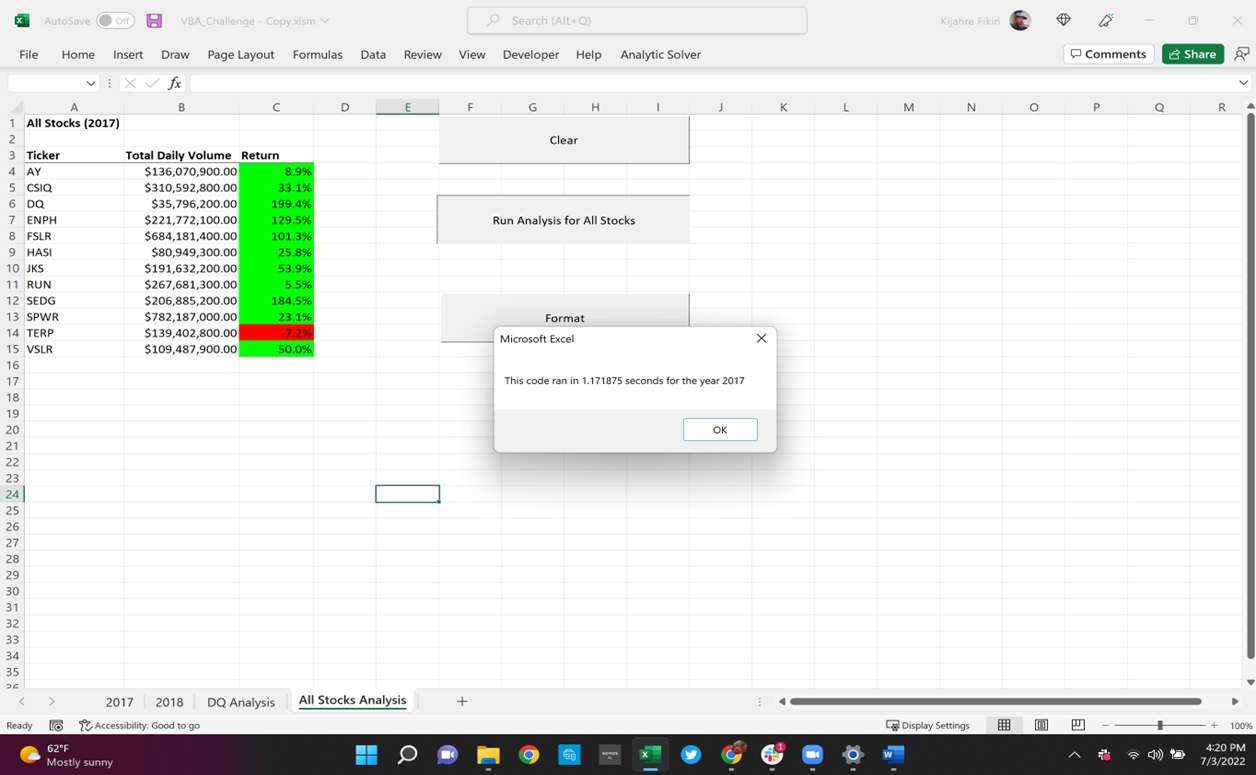 AutoSave Off VBA_Challenge - Copy.xlsm Search (Alt+Q) Kijahre Fikiri
File Home Insert Draw Page Layout Formulas Data Review View Developer Help Analytic Solver Comments Share
fx
A B C D E F G H I J K L M N O P Q R
1 All Stocks (2017)
2
3 Ticker Total Daily Volume Return
4 AY $136,070,900.00 8.9%
5 CSIQ $310,592,800.00 33.1%
6 DQ $35,796,200.00 199.4%
7 ENPH $221,772,100.00 129.5%
8 FSLR $684,181,400.00 101.3%
9 HASI $80,949,300.00 25.8%
10 JKS $191,632,200.00 53.9%
11 RUN $267,681,300.00 5.5%
12 SEDG $206,885,200.00 184.5%
13 SPWR $782,187,000.00 23.1%
14 TERP $139,402,800.00 -7.2%
15 VSLR $109,487,900.00 50.0%
16
17
18
19
20
21
22
23
24
25
26
27
28
29
30
31
32
33
34
35
36
Clear
Run Analysis for All Stocks
Format
Microsoft Excel
This code ran in 1.171875 seconds for the year 2017
OK
2017 2018 DQ Analysis All Stocks Analysis
Ready Accessibility: Good to go Display Settings 100%
62°F
Mostly sunny
1
W
4:20 PM
7/3/2022